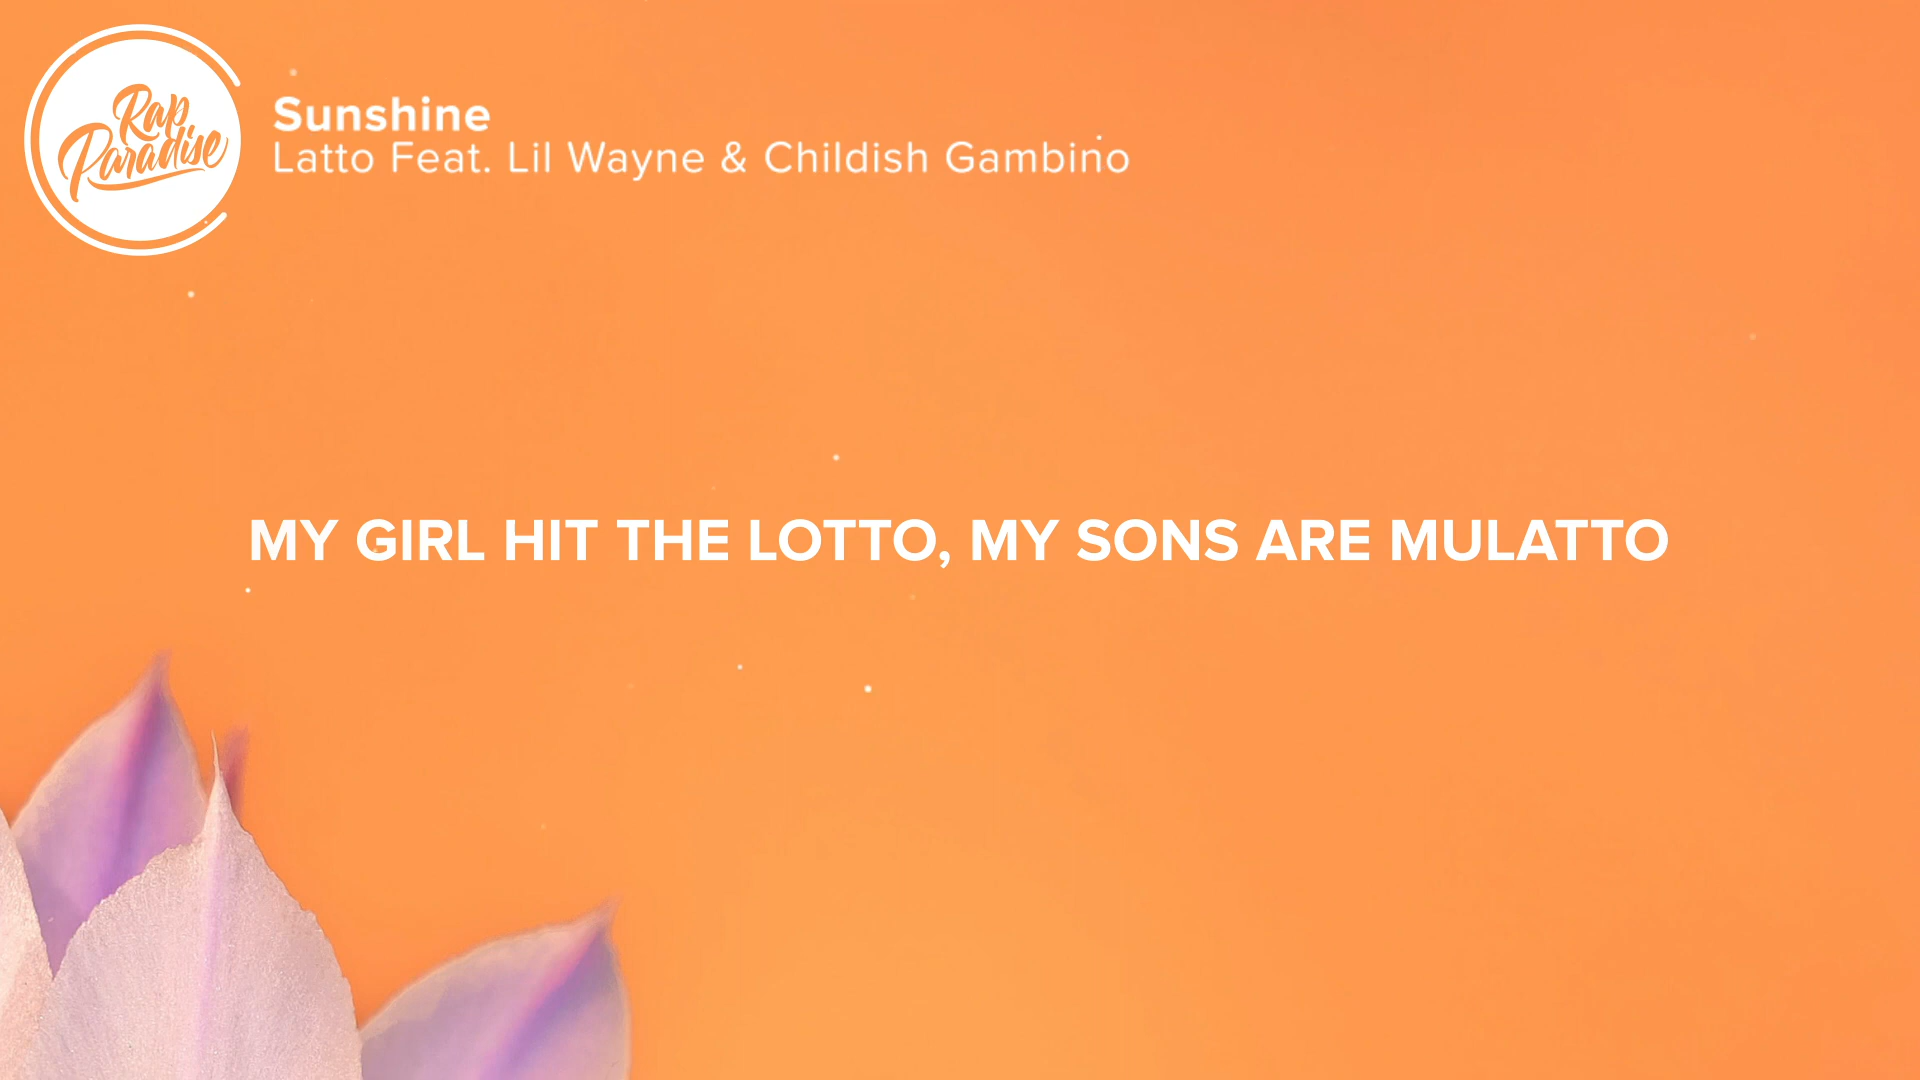 Rap
Paradise
Sunshine
Latto Feat. Lil Wayne & Childish Gambino
MY GIRL HIT THE LOTTO, MY SONS ARE MULATTO